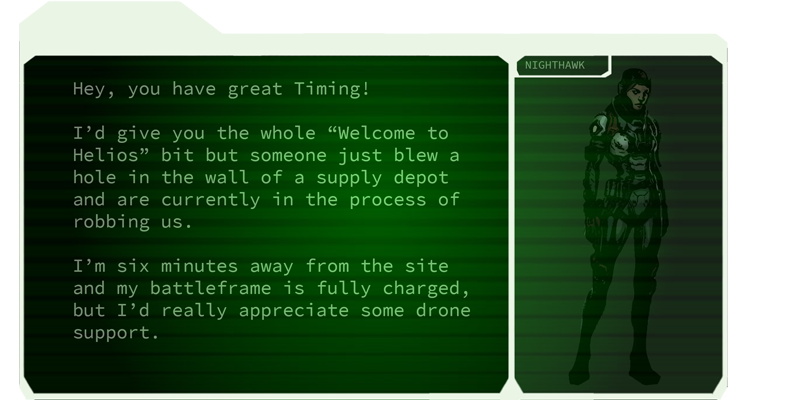 Hey, you have great Timing!
I’d give you the whole “Welcome to
Helios” bit but someone just blew a
hole in the wall of a supply depot
and are currently in the process of
robbing us.
I’m six minutes away from the site
and my battleframe is fully charged,
but I’d really appreciate some drone
support.
NIGHTHAWK